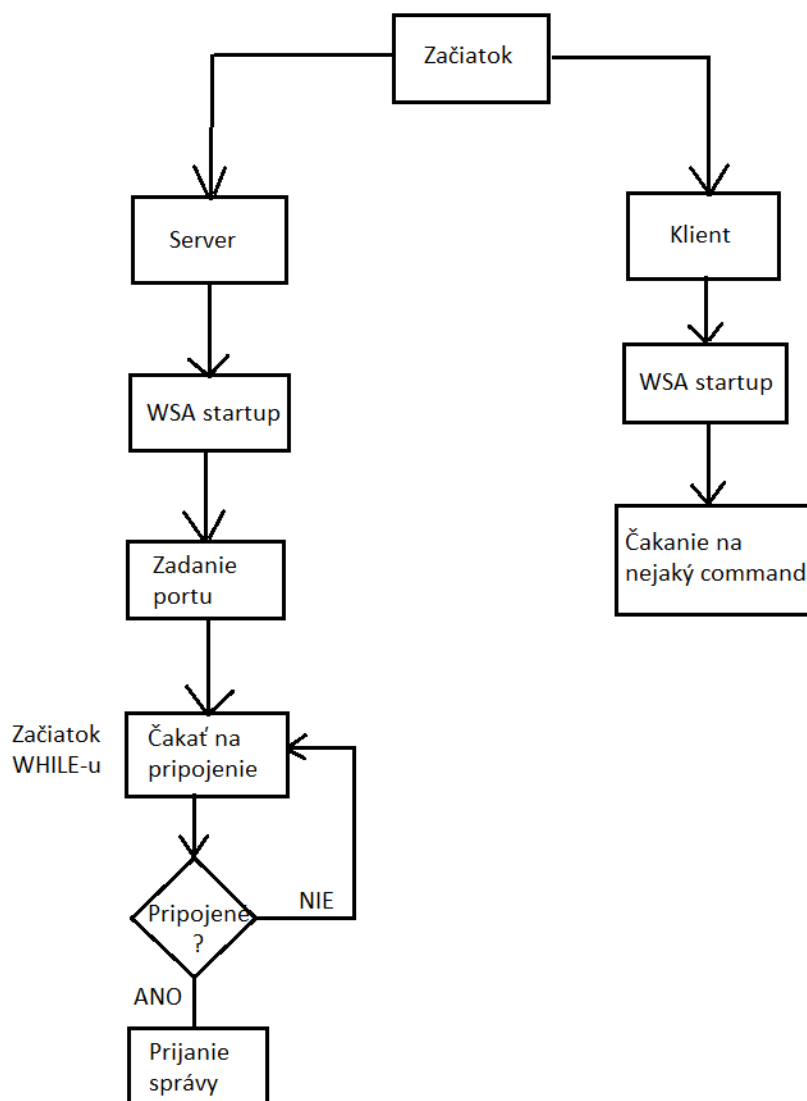 Začiatok
Server
Klient
WSA startup
WSA startup
Zadanie
portu
Čakanie na
nejaký command
Začiatok
WHILE-u
Čakať na
pripojenie
Pripojené
?
NIE
ANO
Prijanie
správy